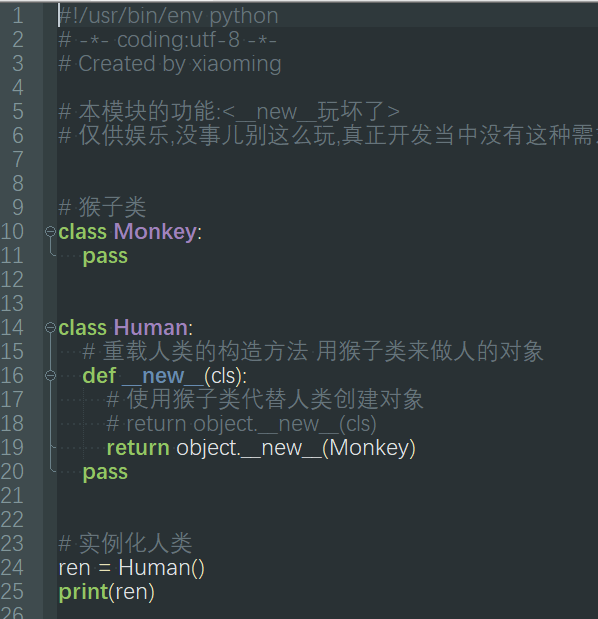 1 #!/usr/bin/env python
2 # -*- coding:utf-8 -*-
3 # Created by xiaoming
4
5 # 本模块的功能:<__new__玩坏了>
6 # 仅供娱乐,没事儿别这么玩,真正开发当中没有这种需
7
8
9 # 猴子类
10 class Monkey:
11     pass
12
13
14 class Human:
15     # 重载人类的构造方法 用猴子类来做人的对象
16     def __new__(cls):
17         # 使用猴子类代替人类创建对象
18         # return object.__new__(cls)
19         return object.__new__(Monkey)
20     pass
21
22
23 # 实例化人类
24 ren = Human()
25 print(ren)
26